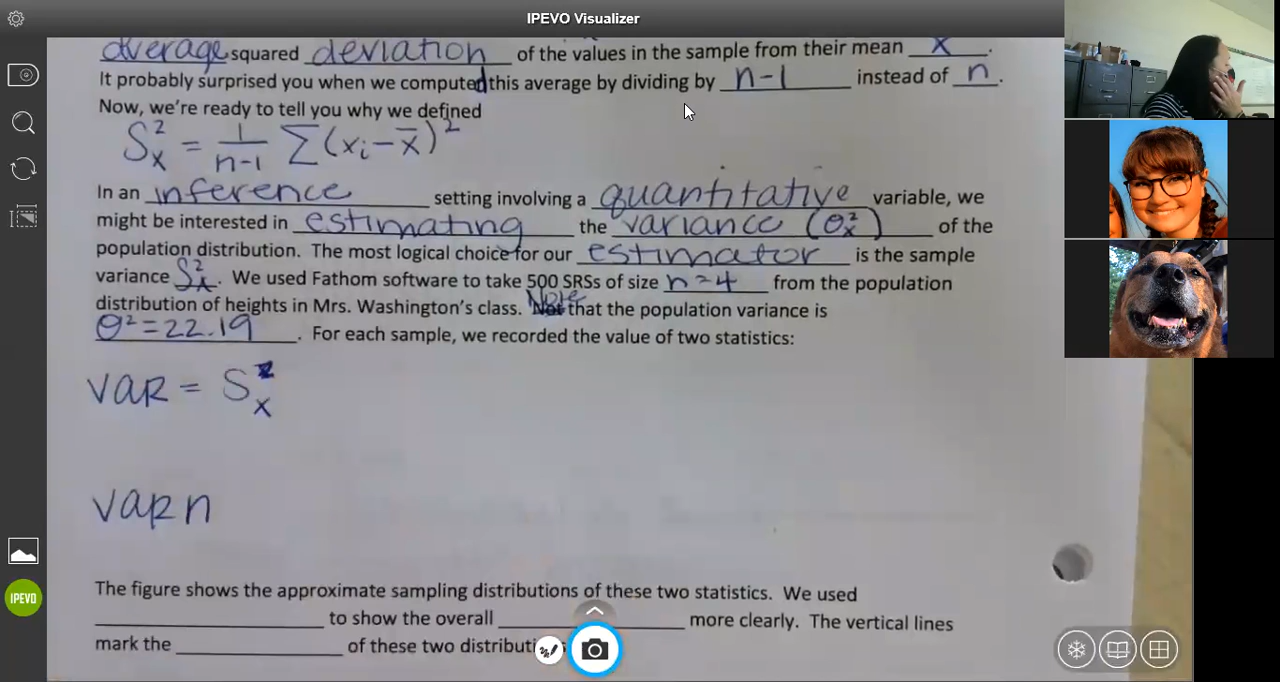 IPEVO Visualizer
average squared deviation of the values in the sample from their mean x̄.
It probably surprised you when we computed this average by dividing by n-1 instead of n.
Now, we're ready to tell you why we defined
S²ₓ = 1/(n-1) Σ(xᵢ-x̄)²
In an inference setting involving a quantitative variable, we
might be interested in estimating the variance (σ²ₓ) of the
population distribution. The most logical choice for our estimator is the sample
variance S²ₓ. We used Fathom software to take 500 SRSs of size n=4 from the population
distribution of heights in Mrs. Washington's class. Note that the population variance is
σ²=22.19. For each sample, we recorded the value of two statistics:
VAR = S²ₓ
VAR n
The figure shows the approximate sampling distributions of these two statistics. We used
to show the overall more clearly. The vertical lines
mark the of these two
IPEVO